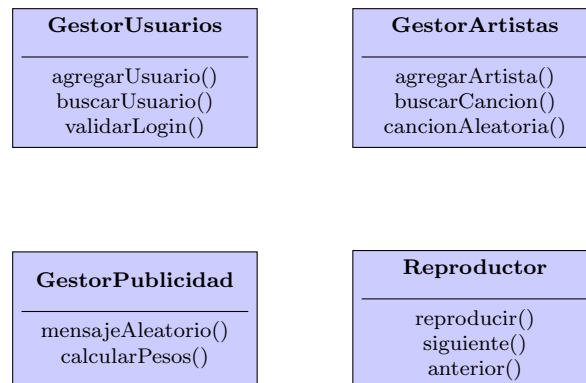 GestorUsuarios
agregarUsuario()
buscarUsuario()
validarLogin()
GestorArtistas
agregarArtista()
buscarCancion()
cancionAleatoria()
GestorPublicidad
mensajeAleatorio()
calcularPesos()
Reproductor
reproducir()
siguiente()
anterior()